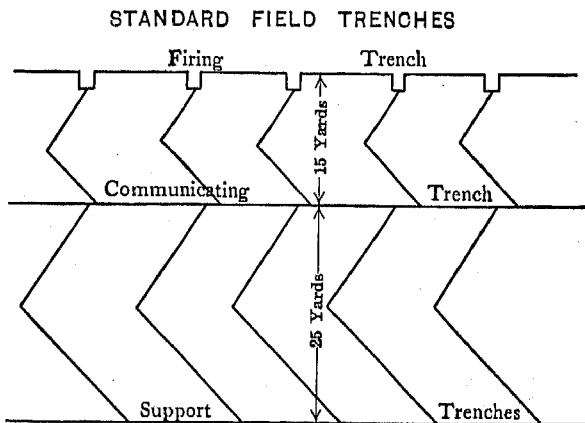 STANDARD FIELD TRENCHES
Firing Trench
15 Yards
Communicating Trench
25 Yards
Support Trenches